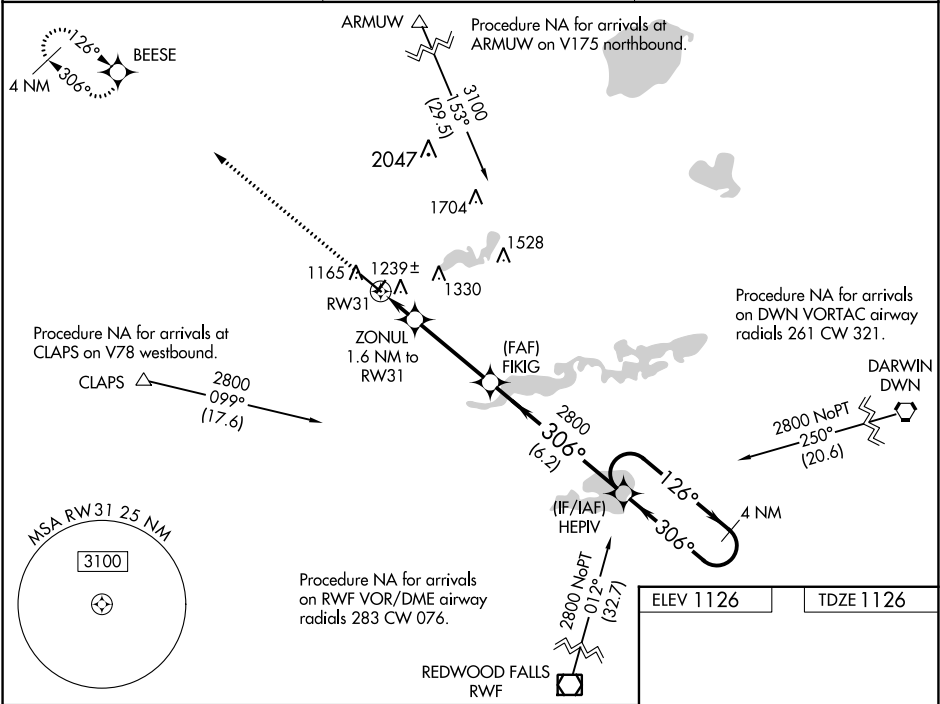 ARMUW
Procedure NA for arrivals at
ARMUW on V175 northbound.
126°
BEESE
4 NM
306°
3100
153°
(29.5)
2047
1704
1528
1165
1239±
1330
RW31
ZONUL
1.6 NM to
RW31
(FAF)
FIKIG
Procedure NA for arrivals
on DWN VORTAC airway
radials 261 CW 321.
Procedure NA for arrivals at
CLAPS on V78 westbound.
CLAPS
2800
099°
(17.6)
DARWIN
DWN
2800 NoPT
250°
(20.6)
2800
306°
(6.2)
126°
(IF/IAF)
HEPIV
4 NM
306°
MSA RW31 25 NM
3100
Procedure NA for arrivals
on RWF VOR/DME airway
radials 283 CW 076.
2800 NoPT
012°
(32.7)
REDWOOD FALLS
RWF
ELEV 1126
TDZE 1126